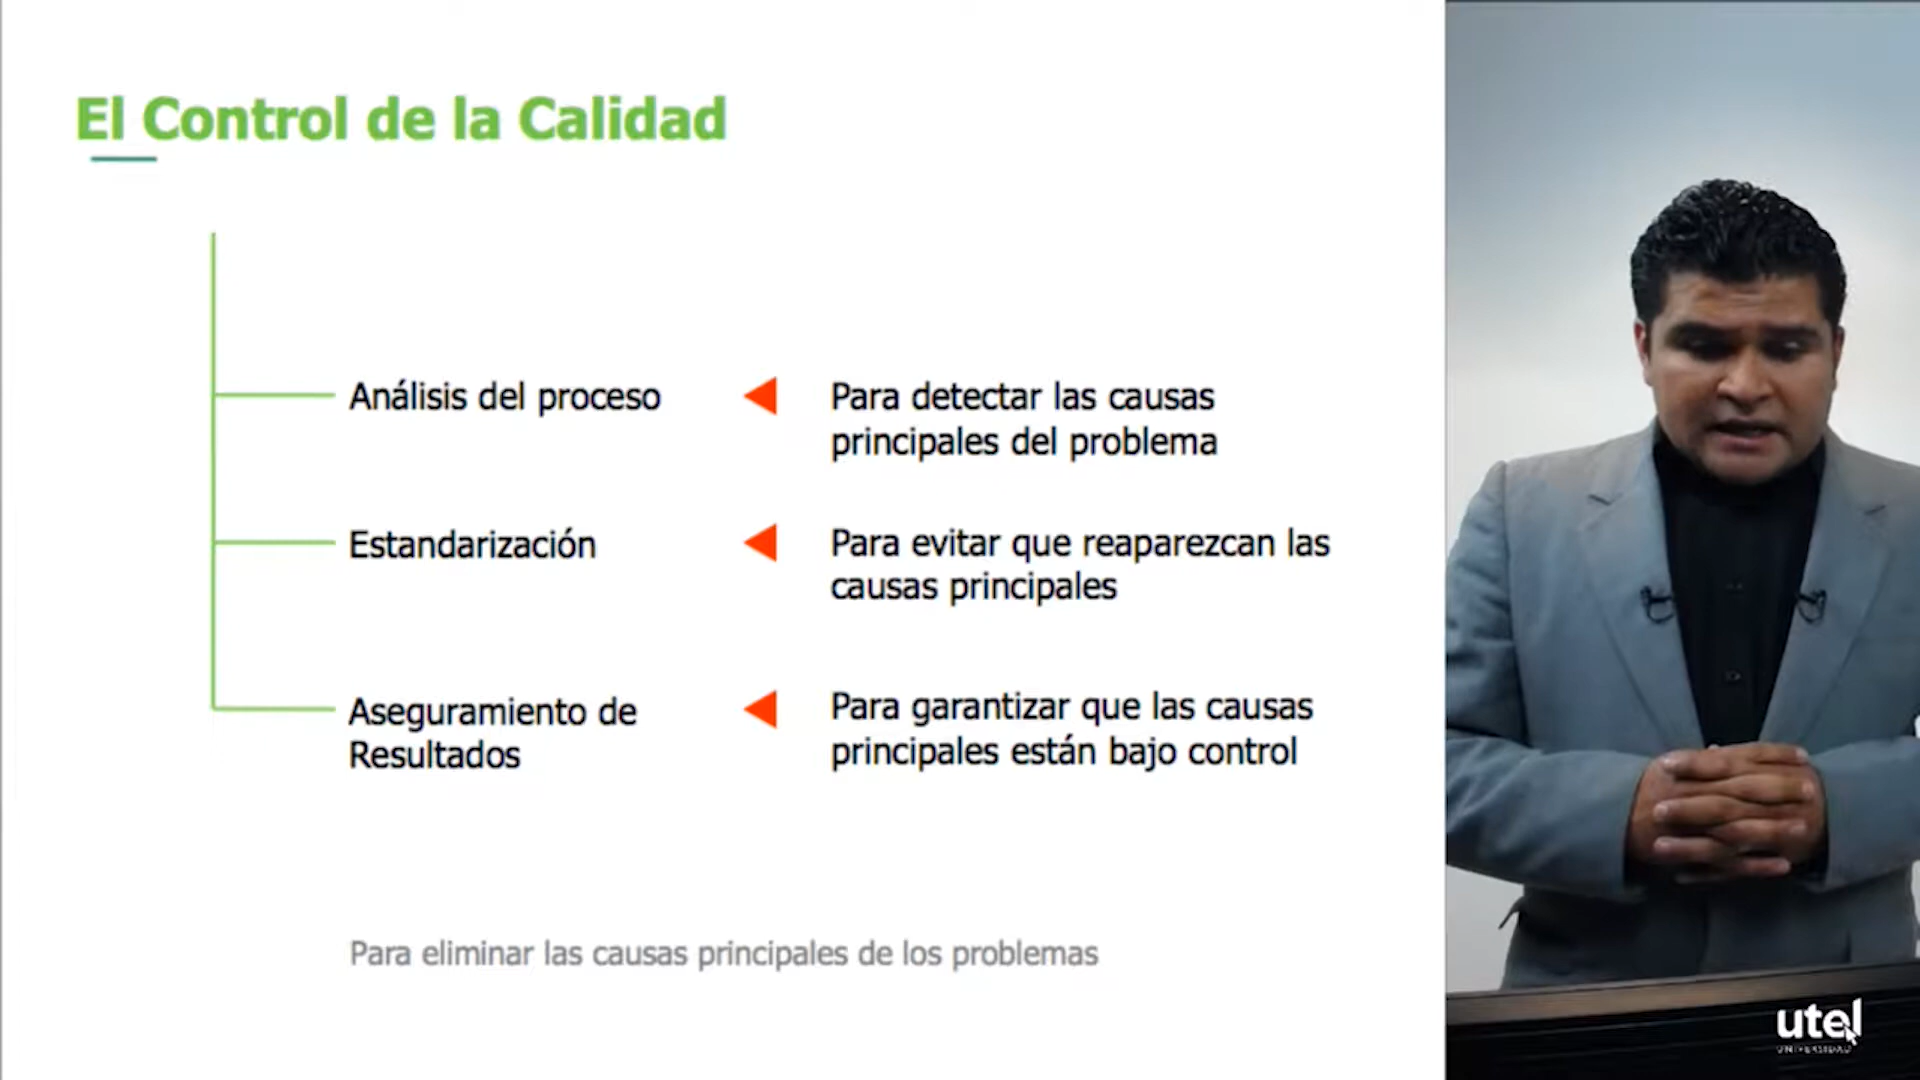 El Control de la Calidad
Análisis del proceso
Para detectar las causas
principales del problema
Estandarización
Para evitar que reaparezcan las
causas principales
Aseguramiento de
Resultados
Para garantizar que las causas
principales están bajo control
Para eliminar las causas principales de los problemas
utel
UNIVERSIDAD